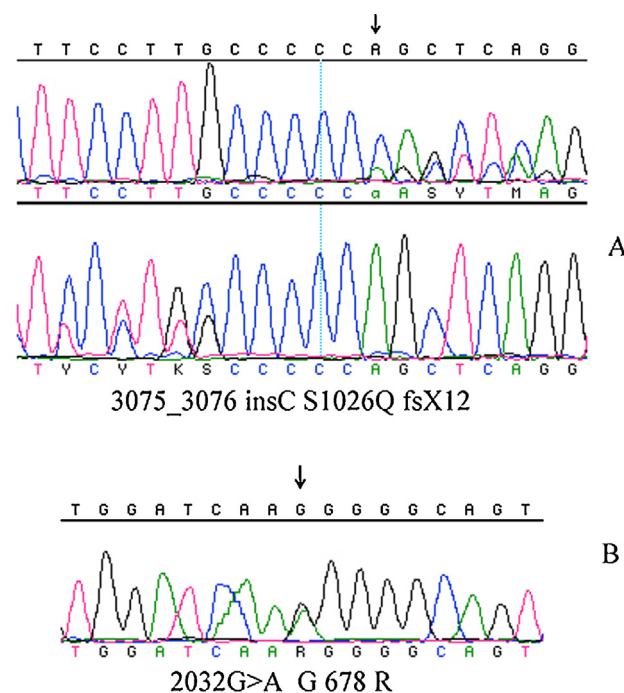 T T C C T T G C C C C C A G C T C A G G
T T C C T T G C C C C C a A S Y T M A G
A
T Y C Y T K S C C C C C A G C T C A G G
3075_3076 insC S1026Q fsX12
T G G A T C A A G G G G G C A G T
B
T G G A T C A A R G G G G C A G T
2032G>A G 678 R